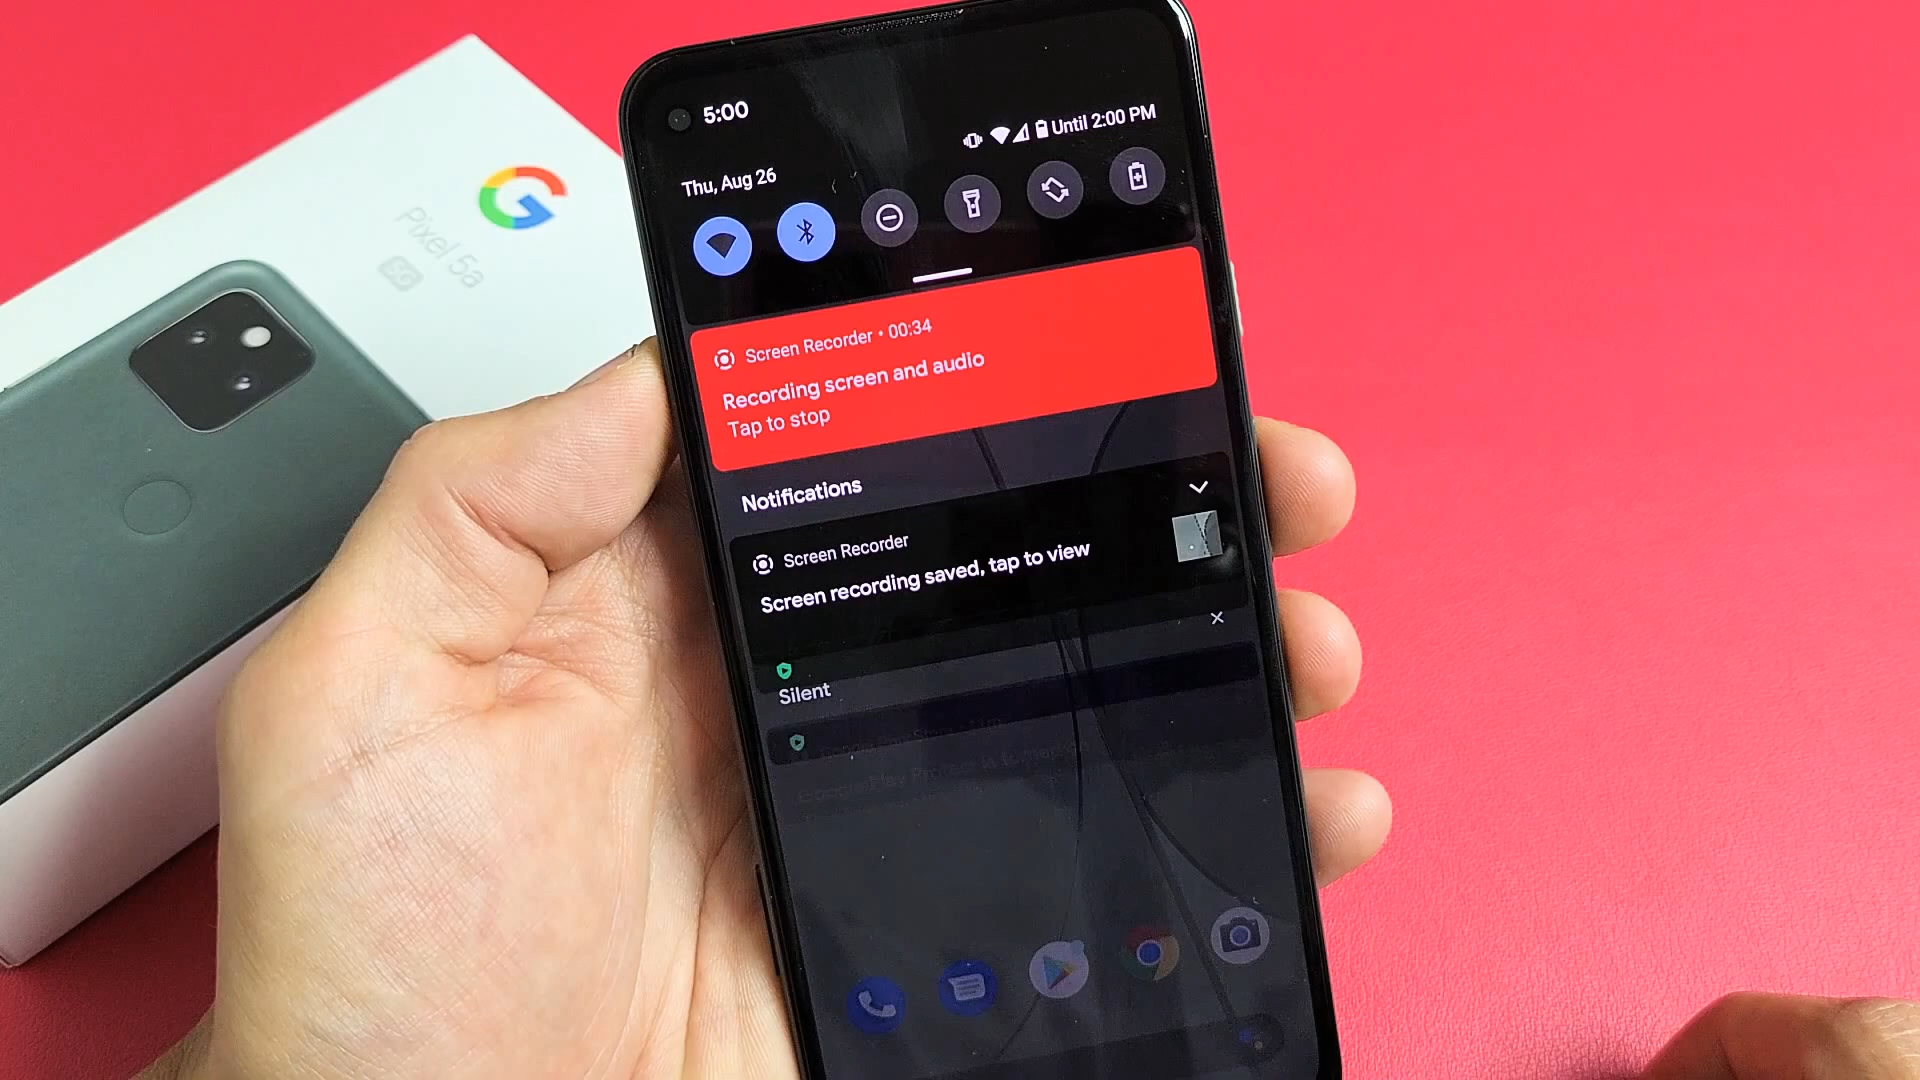 Pixel 5a
5G
5:00
Until 2:00 PM
Thu, Aug 26
Screen Recorder • 00:34
Recording screen and audio
Tap to stop
Notifications
Screen Recorder
Screen recording saved, tap to view
Silent